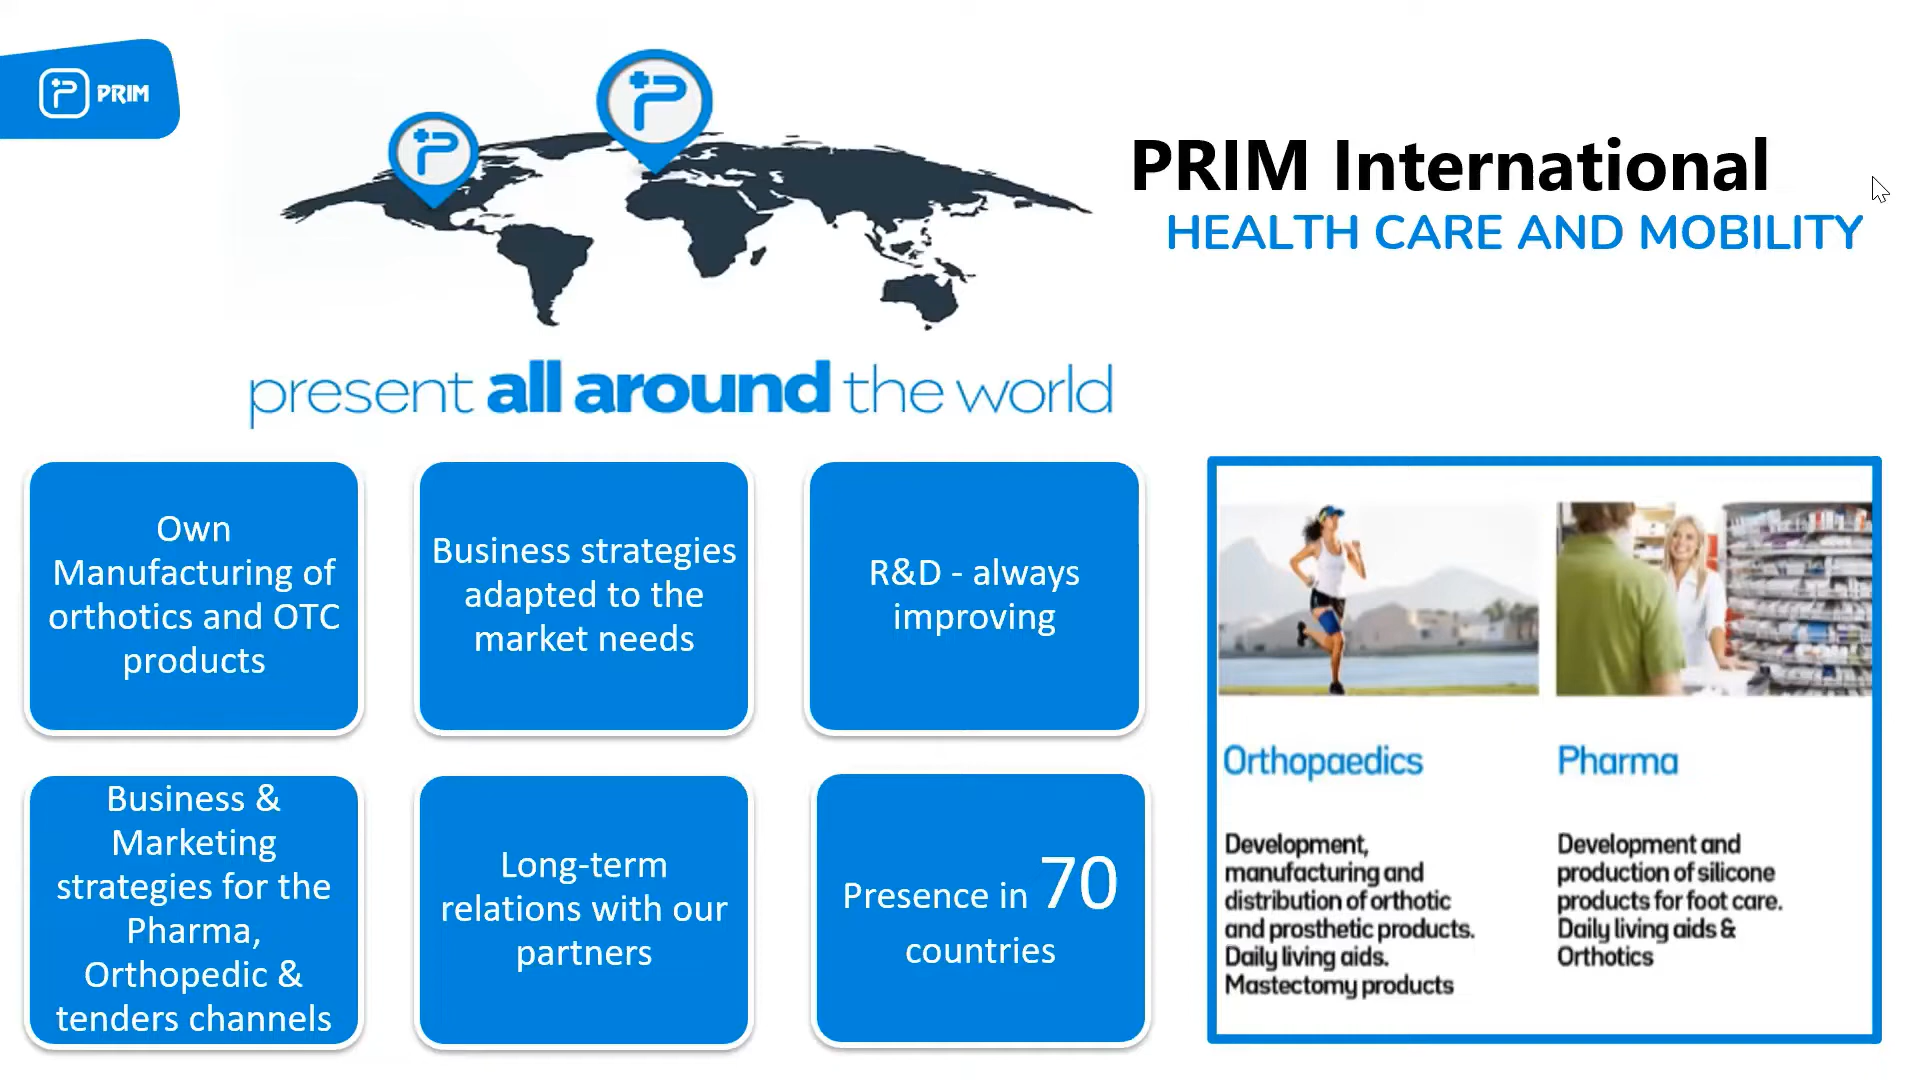 PRIM
PRIM International
HEALTH CARE AND MOBILITY
present all around the world
Own
Manufacturing of
orthotics and OTC
products
Business strategies
adapted to the
market needs
R&D - always
improving
Business &
Marketing
strategies for the
Pharma,
Orthopedic &
tenders channels
Long-term
relations with our
partners
Presence in 70
countries
Orthopaedics
Development,
manufacturing and
distribution of orthotic
and prosthetic products.
Daily living aids.
Mastectomy products
Pharma
Development and
production of silicone
products for foot care.
Daily living aids &
Orthotics